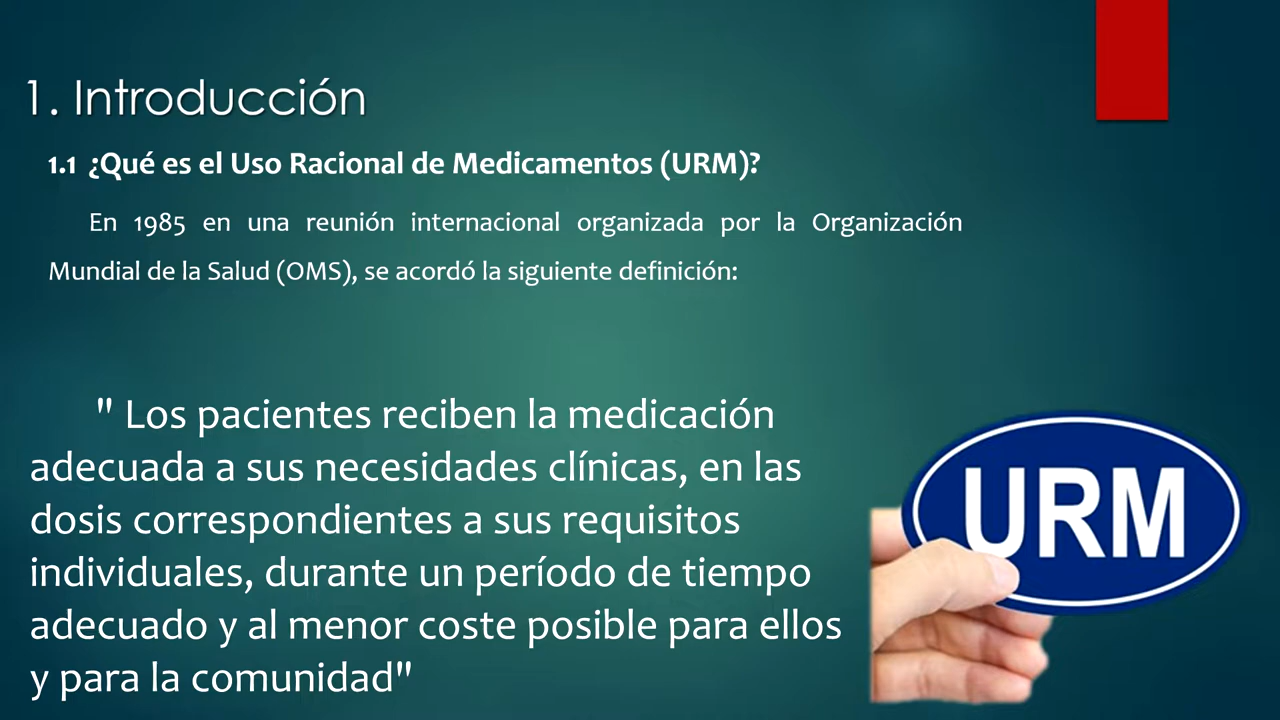 1. Introducción
1.1 ¿Qué es el Uso Racional de Medicamentos (URM)?
En 1985 en una reunión internacional organizada por la Organización
Mundial de la Salud (OMS), se acordó la siguiente definición:
" Los pacientes reciben la medicación
adecuada a sus necesidades clínicas, en las
dosis correspondientes a sus requisitos
individuales, durante un período de tiempo
adecuado y al menor coste posible para ellos
y para la comunidad"
URM